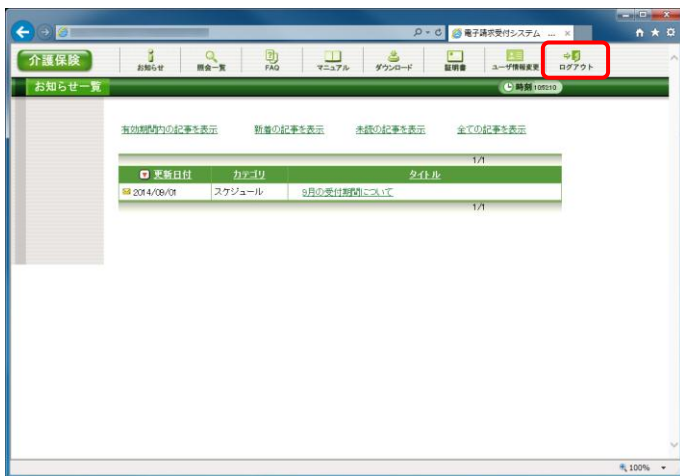 電子請求受付システム ... ×
介護保険
お知らせ 照会一覧 FAQ マニュアル ダウンロード 証明書 ユーザ情報変更 ログアウト
お知らせ一覧
時刻 105210
有効期間内の記事を表示 新着の記事を表示 未読の記事を表示 全ての記事を表示
1/1
更新日付 カテゴリ タイトル
2014/09/01 スケジュール 9月の受付期間について
1/1
100%